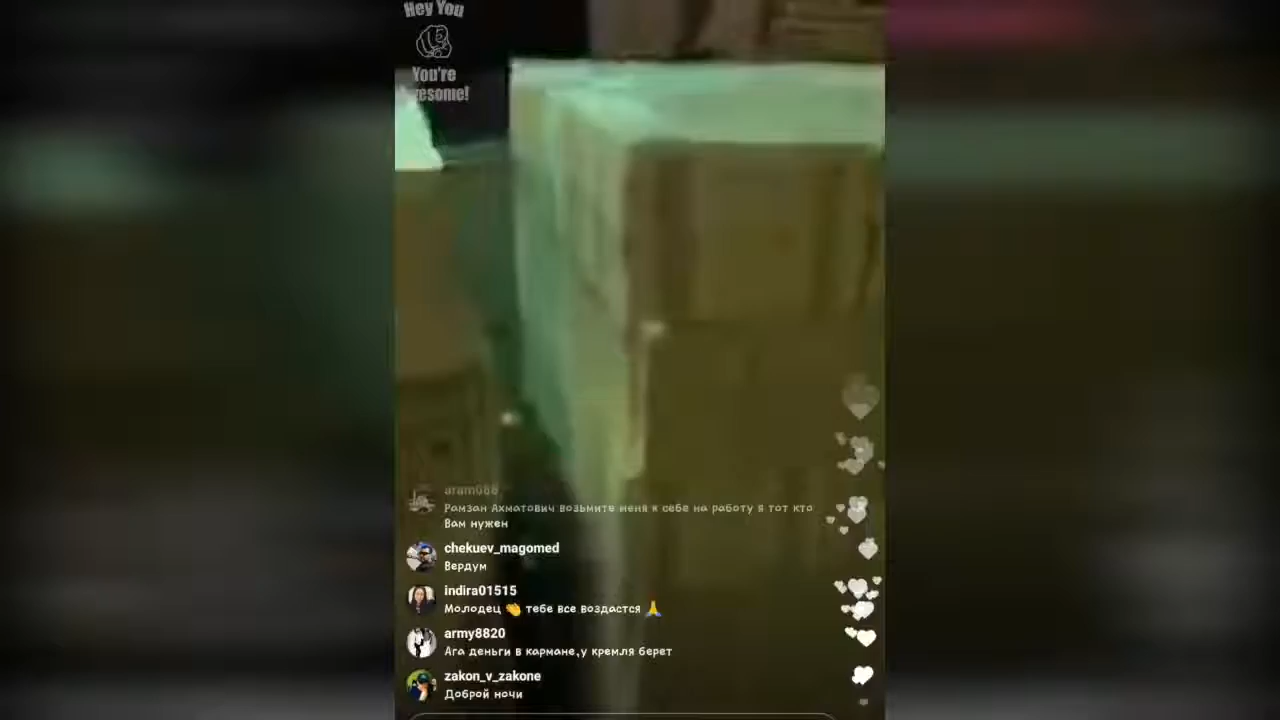 Hey You
You're
esome!
aram088
Рамзан Ахматович возьмите меня к себе на работу я тот кто
Вам нужен
chekuev_magomed
Вердум
indira01515
Молодец 👏 тебе все воздастся 🙏
army8820
Ага деньги в кармане,у кремля берет
zakon_v_zakone
Доброй ночи